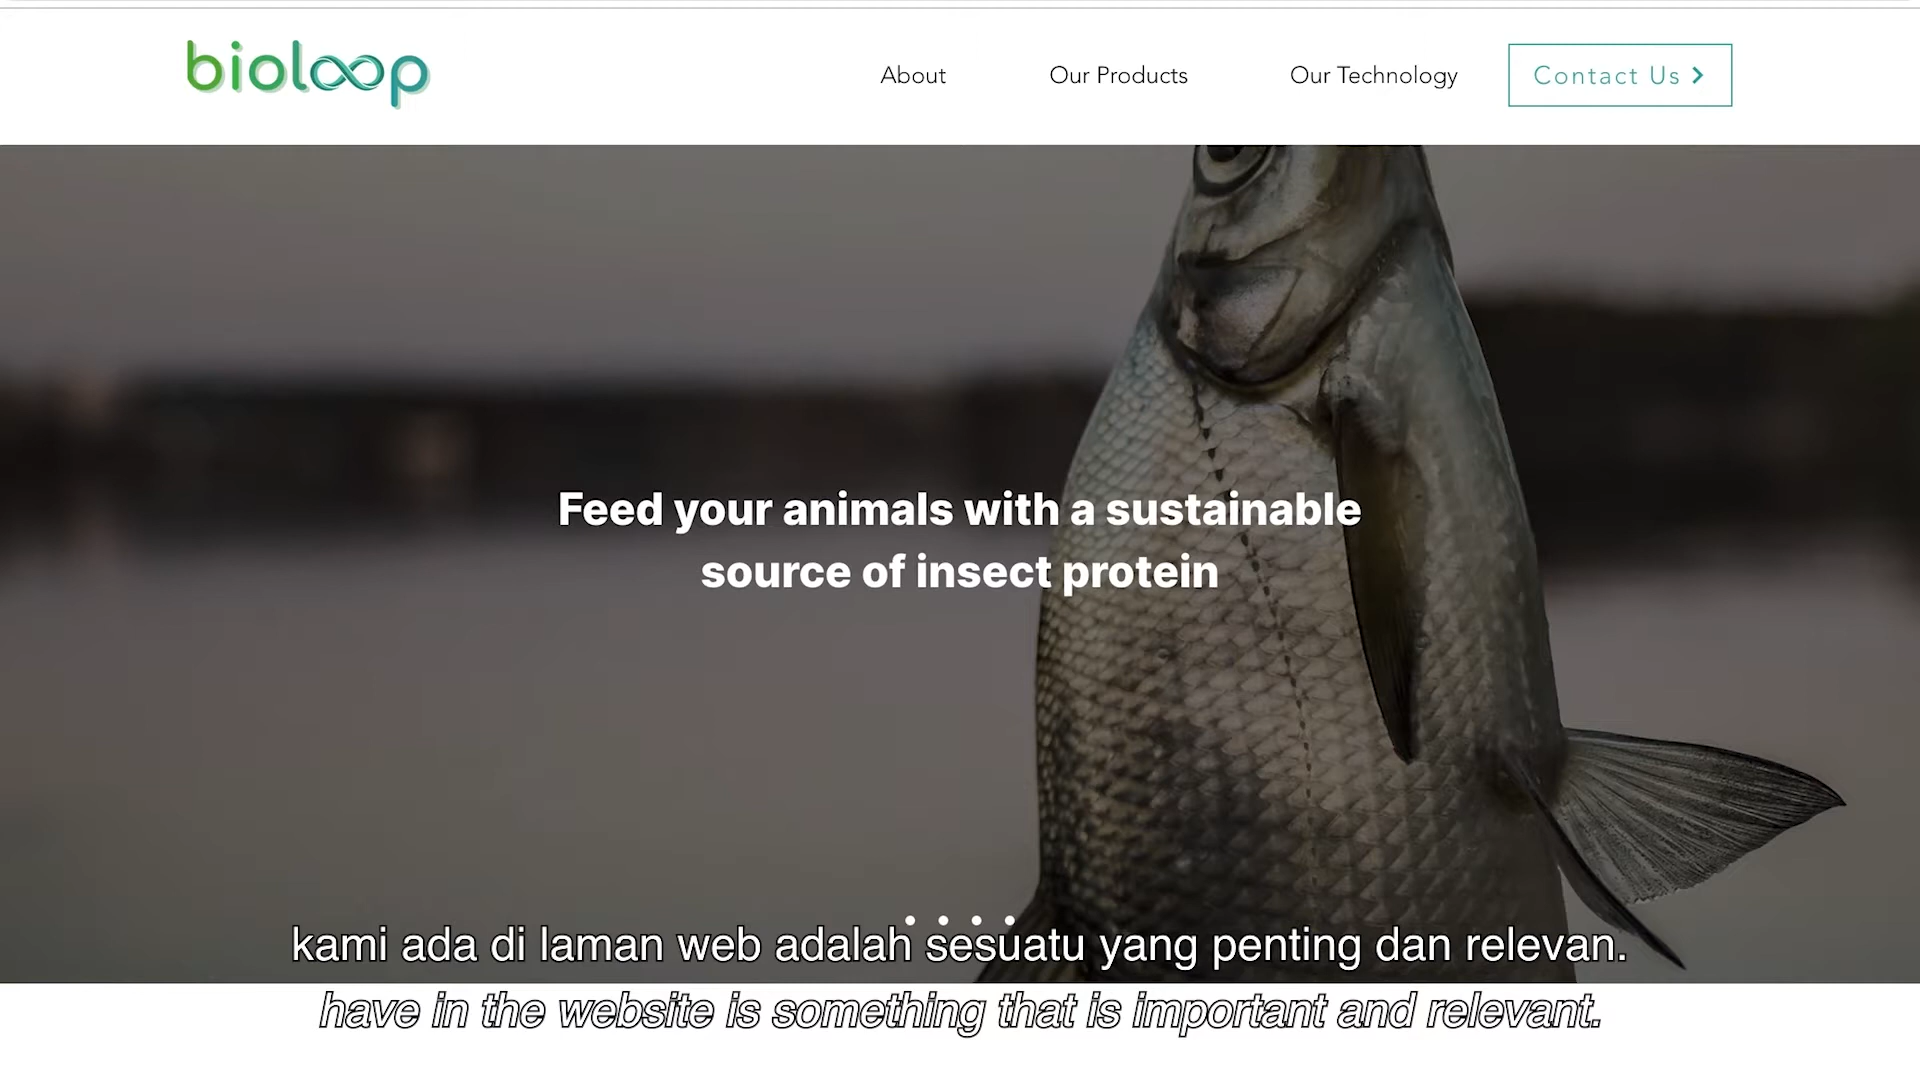 bioloop
About
Our Products
Our Technology
Contact Us
Feed your animals with a sustainable
source of insect protein
kami ada di laman web adalah sesuatu yang penting dan relevan.
have in the website is something that is important and relevant.